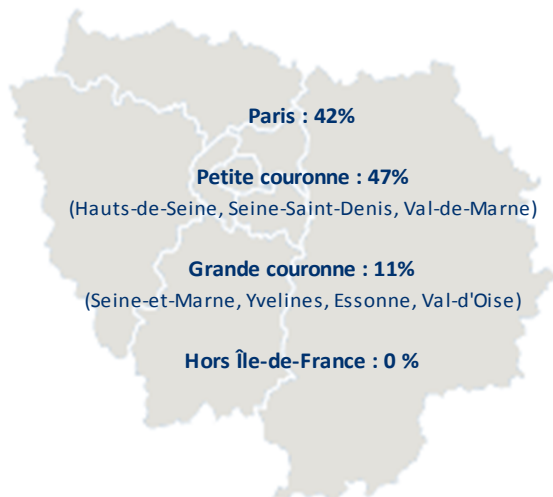 Paris : 42%
Petite couronne : 47%
(Hauts-de-Seine, Seine-Saint-Denis, Val-de-Marne)
Grande couronne : 11%
(Seine-et-Marne, Yvelines, Essonne, Val-d'Oise)
Hors Île-de-France : 0 %